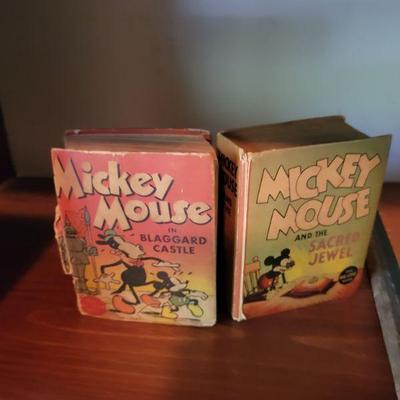 Mickey
Mouse
IN
BLAGGARD
CASTLE
MICKEY
MOUSE
AND THE
SACRED
JEWEL